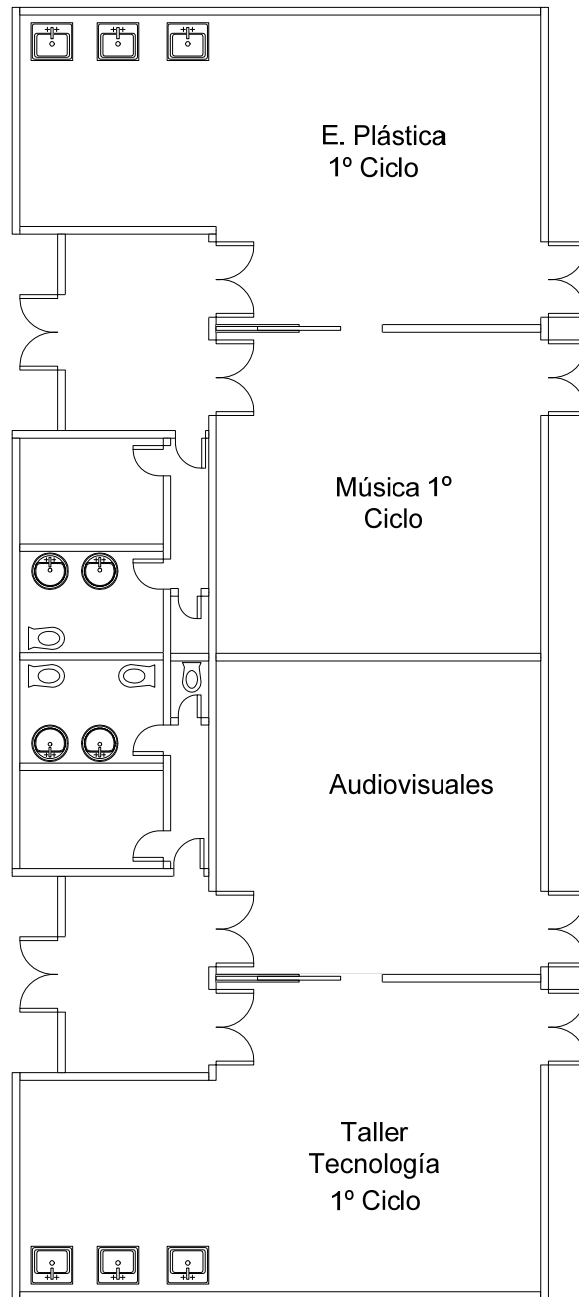 E. Plástica
1º Ciclo
Música 1º
Ciclo
Audiovisuales
Taller
Tecnología
1º Ciclo